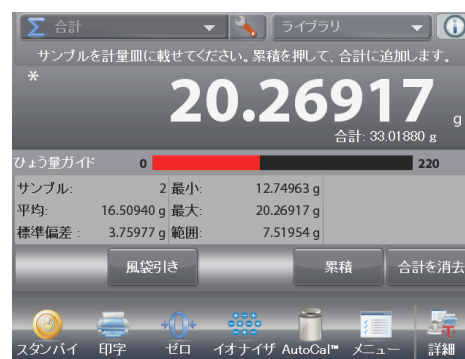 Σ 合計 ライブラリ
サンプルを計量皿に載せてください。累積を押して、合計に追加します。
* 20.26917 g
合計: 33.01880 g
ひょう量ガイド 0 220
サンプル: 2 最小: 12.74963 g
平均: 16.50940 g 最大: 20.26917 g
標準偏差 : 3.75977 g 範囲: 7.51954 g
風袋引き 累積 合計を消去
スタンバイ 印字 ゼロ イオナイザ AutoCal™ メニュー 詳細